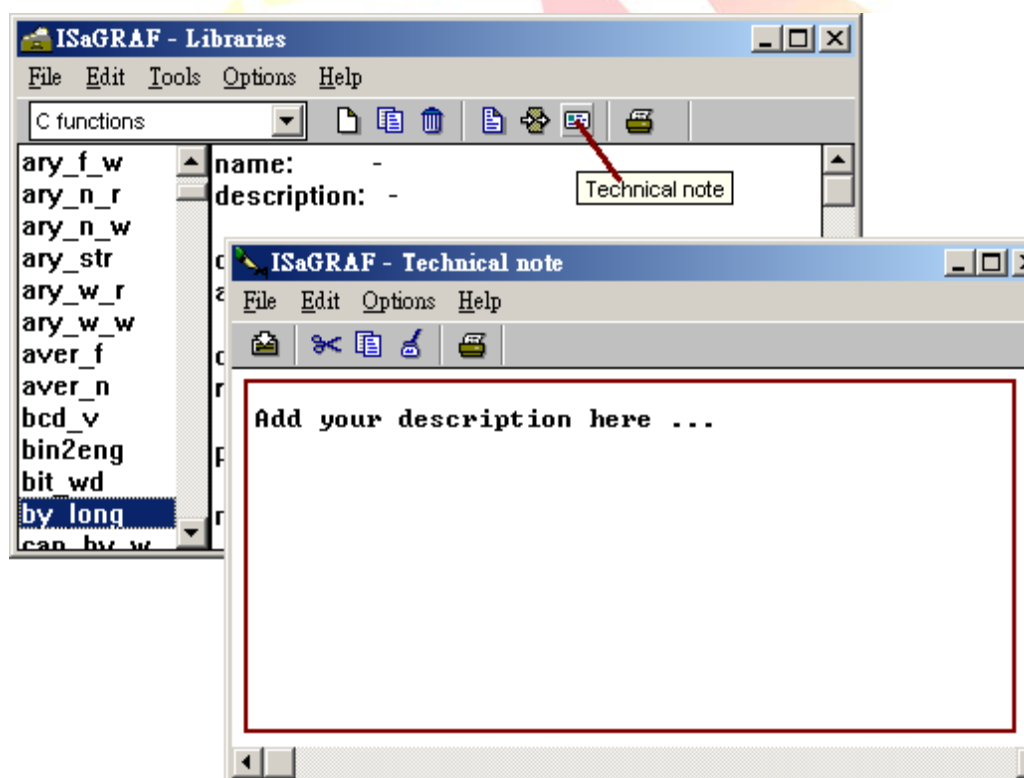 ISaGRAF - Libraries
File Edit Tools Options Help
C functions
ary_f_w
ary_n_r
ary_n_w
ary_str
ary_w_r
ary_w_w
aver_f
aver_n
bcd_v
bin2eng
bit_wd
by_long
name: -
description: -
Technical note
ISaGRAF - Technical note
File Edit Options Help
Add your description here ...